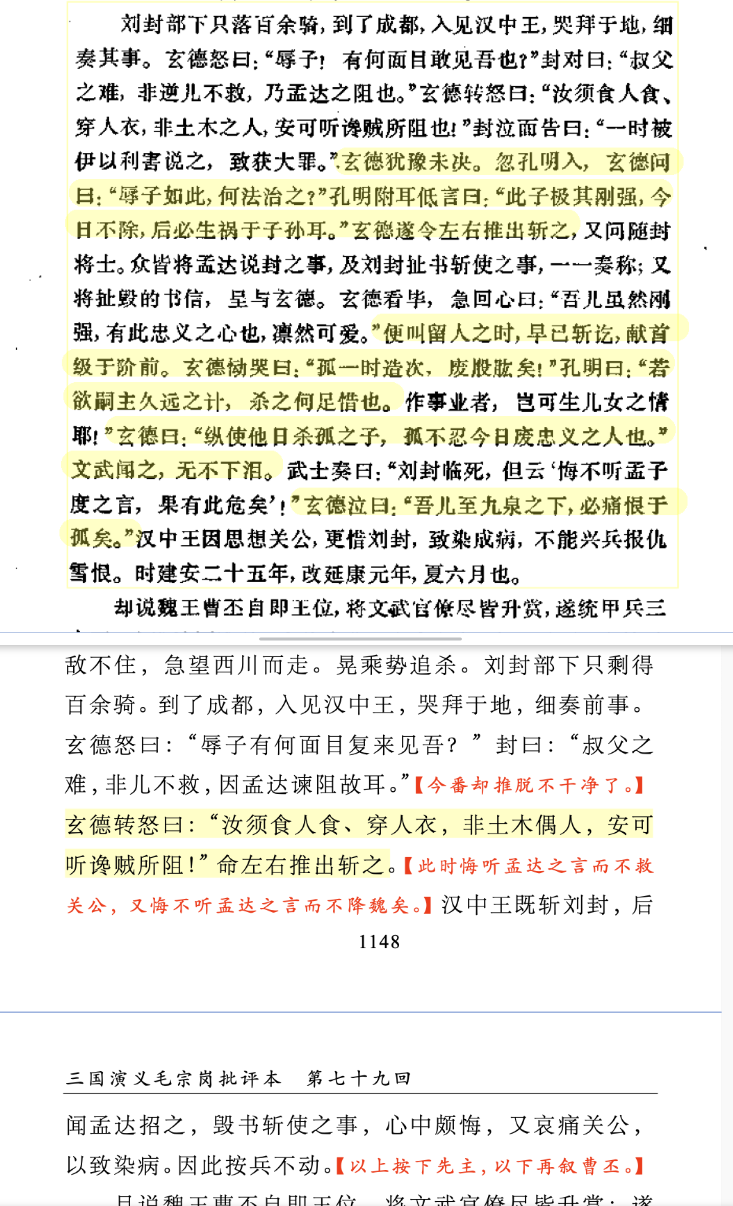 刘封部下只落百余骑，到了成都，入见汉中王，哭拜于地，细
奏其事。玄德怒曰：“辱子！有何面目敢见吾也？”封对曰：“叔父
之难，非逆儿不救，乃孟达之阻也。”玄德转怒曰：“汝须食人食、
穿人衣，非土木之人，安可听谗贼所阻也！”封泣而告曰：“一时被
伊以利害说之，致获大罪。”玄德犹豫未决。忽孔明入，玄德问
曰：“辱子如此，何法治之？”孔明附耳低言曰：“此子极其刚强，今
日不除，后必生祸于子孙耳。”玄德遂令左右推出斩之，又问随封
将士。众皆将孟达说封之事，及刘封扯书斩使之事，一一奏称；又
将扯毁的书信，呈与玄德。玄德看毕，急回心曰：“吾儿虽然刚
强，有此忠义之心也，凛然可爱。”便叫留人之时，早已斩讫，献首
级于阶前。玄德恸哭曰：“孤一时造次，废股肱矣！”孔明曰：“若
欲嗣主久远之计，杀之何足惜也。作事业者，岂可生儿女之情
耶！”玄德曰：“纵使他日杀孤之子，孤不忍今日废忠义之人也。”
文武闻之，无不下泪。武士奏曰：“刘封临死，但云‘悔不听孟子
度之言，果有此危矣’！”玄德泣曰：“吾儿至九泉之下，必痛恨于
孤矣。”汉中王因思想关公，更惜刘封，致染成病，不能兴兵报仇
雪恨。时建安二十五年，改延康元年，夏六月也。
却说魏王曹丕自即王位，将文武官僚尽皆升赏，遂统甲兵三
敌不住，急望西川而走。晃乘势追杀。刘封部下只剩得
百余骑。到了成都，入见汉中王，哭拜于地，细奏前事。
玄德怒曰：“辱子有何面目复来见吾？”封曰：“叔父之
难，非儿不救，因孟达谏阻故耳。”【今番却推脱不干净了。】
玄德转怒曰：“汝须食人食、穿人衣，非土木偶人，安可
听谗贼所阻！”命左右推出斩之。【此时悔听孟达之言而不救
关公，又悔不听孟达之言而不降魏矣。】汉中王既斩刘封，后
1148
三国演义毛宗岗批评本 第七十九回
闻孟达招之，毁书斩使之事，心中颇悔，又哀痛关公，
以致染病。因此按兵不动。【以上按下先主，以下再叙曹丕。】
且说魏王曹丕自即王位，将文武官僚尽皆升赏；遂